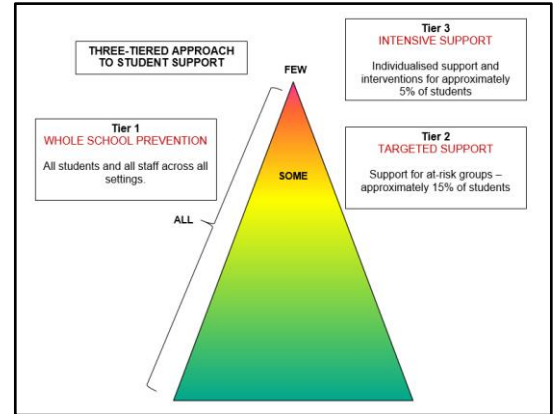 THREE-TIERED APPROACH
TO STUDENT SUPPORT
Tier 3
INTENSIVE SUPPORT
Individualised support and
interventions for approximately
5% of students
FEW
Tier 1
WHOLE SCHOOL PREVENTION
All students and all staff across all
settings.
Tier 2
TARGETED SUPPORT
Support for at-risk groups –
approximately 15% of students
SOME
ALL